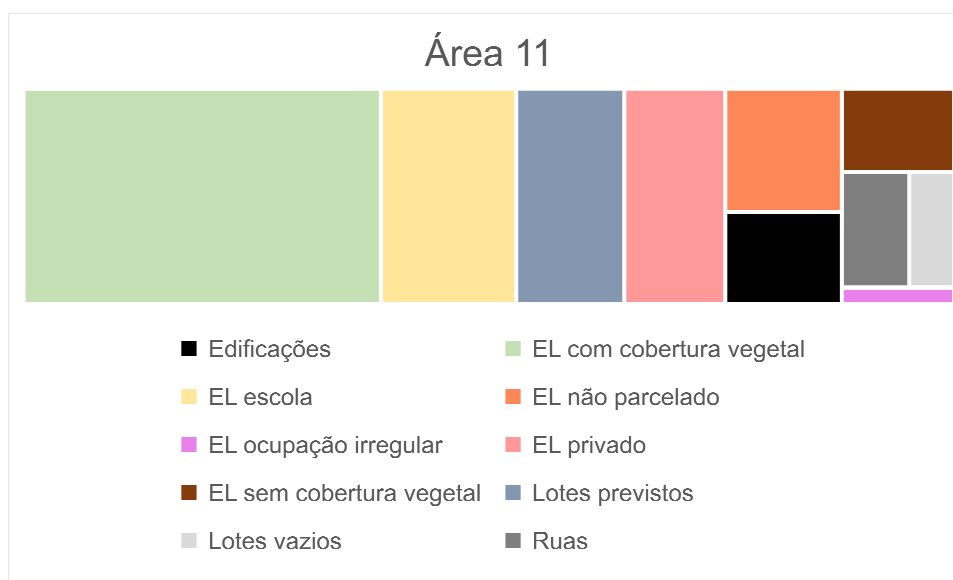 Área 11
Edificações
EL com cobertura vegetal
EL escola
EL não parcelado
EL ocupação irregular
EL privado
EL sem cobertura vegetal
Lotes previstos
Lotes vazios
Ruas